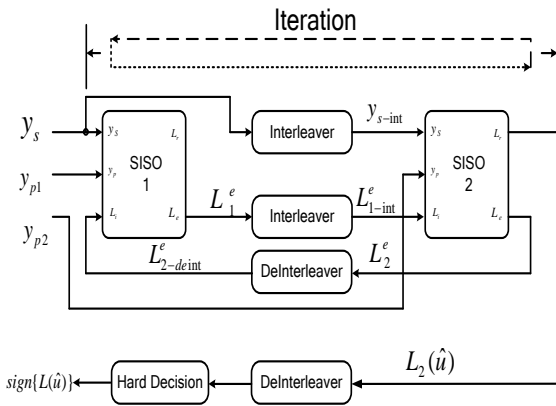 Iteration
y_s
y_{s-int}
Interleaver
y_S
L_r
SISO
1
y_p
L_i
L_e
y_S
L_r
SISO
2
y_p
L_i
L_e
y_{p1}
y_{p2}
L_1^e
Interleaver
L_{1-int}^e
L_{2-deint}^e
DeInterleaver
L_2^e
sign{L(û)}
Hard Decision
DeInterleaver
L_2(û)